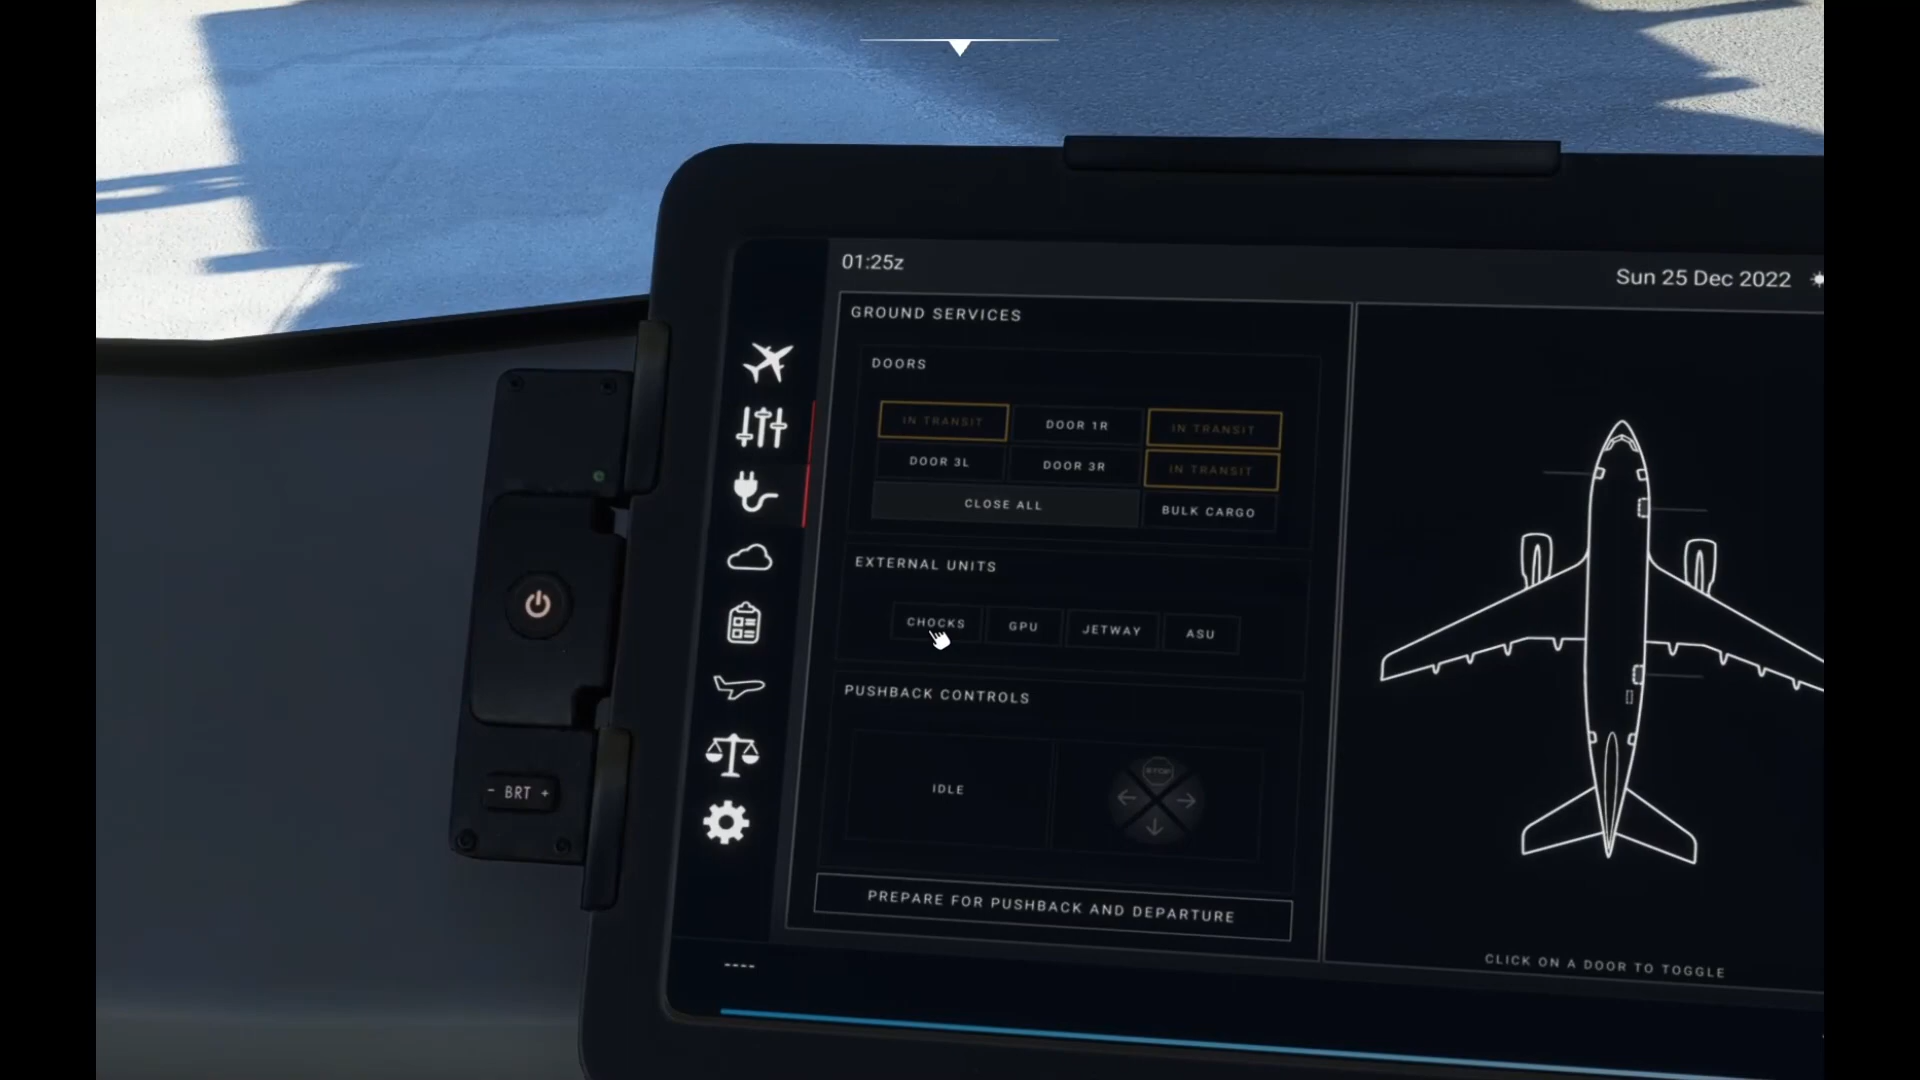 01:25z
Sun 25 Dec 2022
GROUND SERVICES
DOORS
IN TRANSIT
DOOR 1R
IN TRANSIT
DOOR 3L
DOOR 3R
IN TRANSIT
CLOSE ALL
BULK CARGO
EXTERNAL UNITS
CHOCKS
GPU
JETWAY
ASU
PUSHBACK CONTROLS
IDLE
STOP
PREPARE FOR PUSHBACK AND DEPARTURE
CLICK ON A DOOR TO TOGGLE
- BRT +
----